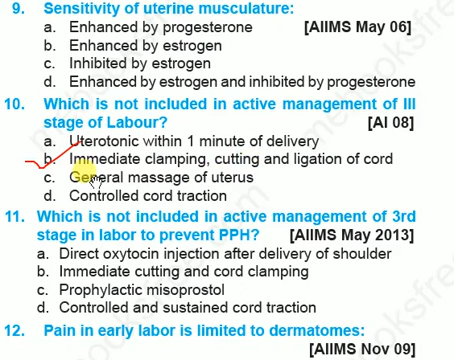 9. Sensitivity of uterine musculature:
a. Enhanced by progesterone [AIIMS May 06]
b. Enhanced by estrogen
c. Inhibited by estrogen
d. Enhanced by estrogen and inhibited by progesterone
10. Which is not included in active management of III
stage of Labour? [AI 08]
a. Uterotonic within 1 minute of delivery
b. Immediate clamping, cutting and ligation of cord
c. General massage of uterus
d. Controlled cord traction
11. Which is not included in active management of 3rd
stage in labor to prevent PPH? [AIIMS May 2013]
a. Direct oxytocin injection after delivery of shoulder
b. Immediate cutting and cord clamping
c. Prophylactic misoprostol
d. Controlled and sustained cord traction
12. Pain in early labor is limited to dermatomes:
[AIIMS Nov 09]